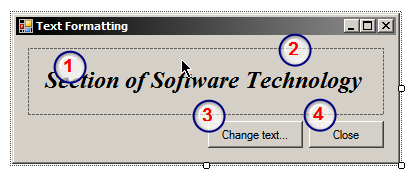 Text Formatting
1
2
Section of Software Technology
3
4
Change text...
Close